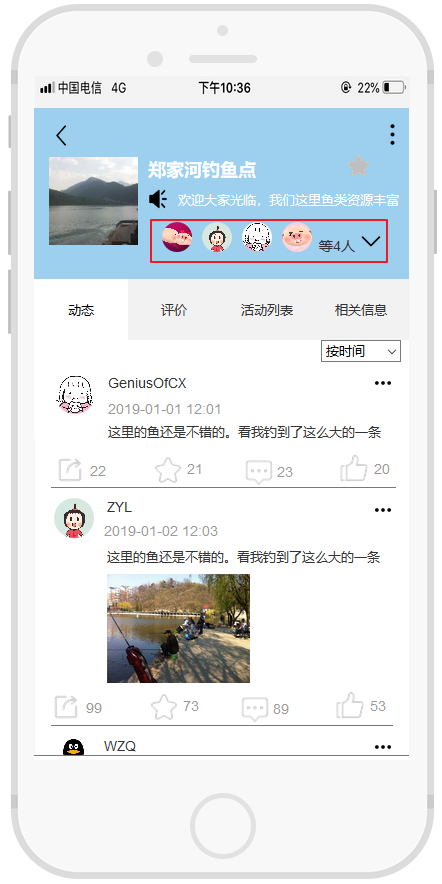 中国电信 4G 下午10:36 22%
郑家河钓鱼点
欢迎大家光临，我们这里鱼类资源丰富
等4人
动态 评价 活动列表 相关信息
按时间
GeniusOfCX
2019-01-01 12:01
这里的鱼还是不错的。看我钓到了这么大的一条
22 21 23 20
ZYL
2019-01-02 12:03
这里的鱼还是不错的。看我钓到了这么大的一条
99 73 89 53
WZQ